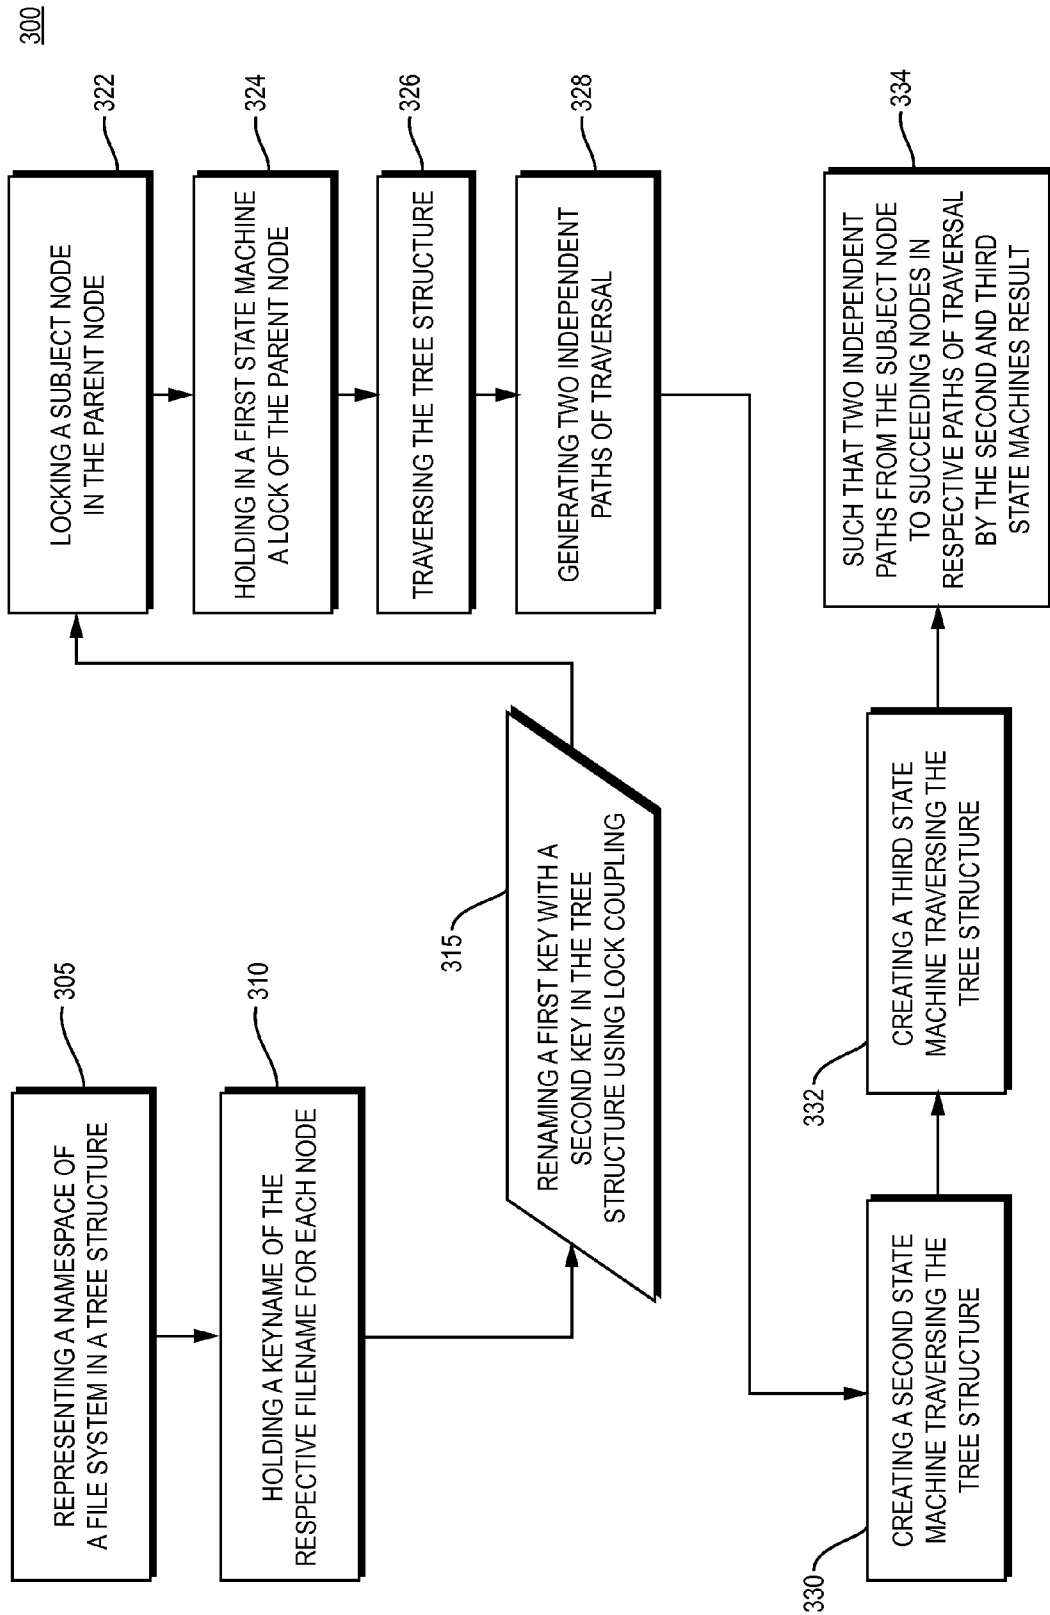 300
305
REPRESENTING A NAMESPACE OF
A FILE SYSTEM IN A TREE STRUCTURE
310
HOLDING A KEYNAME OF THE
RESPECTIVE FILENAME FOR EACH NODE
315
RENAMING A FIRST KEY WITH A
SECOND KEY IN THE TREE
STRUCTURE USING LOCK COUPLING
322
LOCKING A SUBJECT NODE
IN THE PARENT NODE
324
HOLDING IN A FIRST STATE MACHINE
A LOCK OF THE PARENT NODE
326
TRAVERSING THE TREE STRUCTURE
328
GENERATING TWO INDEPENDENT
PATHS OF TRAVERSAL
330
CREATING A SECOND STATE
MACHINE TRAVERSING THE
TREE STRUCTURE
332
CREATING A THIRD STATE
MACHINE TRAVERSING THE
TREE STRUCTURE
334
SUCH THAT TWO INDEPENDENT
PATHS FROM THE SUBJECT NODE
TO SUCCEEDING NODES IN
RESPECTIVE PATHS OF TRAVERSAL
BY THE SECOND AND THIRD
STATE MACHINES RESULT